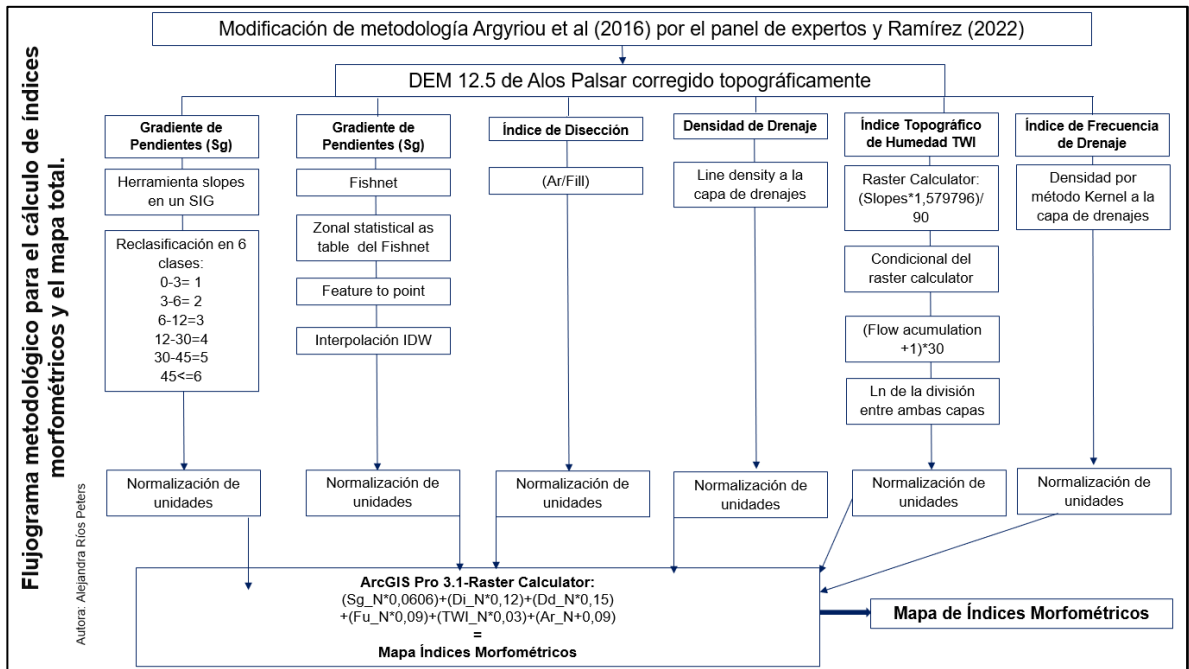 Flujograma metodológico para el cálculo de índices
morfométricos y el mapa total.
Autora: Alejandra Ríos Peters
Modificación de metodología Argyriou et al (2016) por el panel de expertos y Ramírez (2022)
DEM 12.5 de Alos Palsar corregido topográficamente
Gradiente de
Pendientes (Sg)
Herramienta slopes
en un SIG
Reclasificación en 6
clases:
0-3= 1
3-6= 2
6-12=3
12-30=4
30-45=5
45<=6
Normalización de
unidades
Gradiente de
Pendientes (Sg)
Fishnet
Zonal statistical as
table del Fishnet
Feature to point
Interpolación IDW
Normalización de
unidades
Índice de Disección
(Ar/Fill)
Normalización de
unidades
Densidad de Drenaje
Line density a la
capa de drenajes
Normalización de
unidades
Índice Topográfico
de Humedad TWI
Raster Calculator:
(Slopes*1,579796)/
90
Condicional del
raster calculator
(Flow acumulation
+1)*30
Ln de la división
entre ambas capas
Normalización de
unidades
Índice de Frecuencia
de Drenaje
Densidad por
método Kernel a la
capa de drenajes
Normalización de
unidades
ArcGIS Pro 3.1-Raster Calculator:
(Sg_N*0,0606)+(Di_N*0,12)+(Dd_N*0,15)
+(Fu_N*0,09)+(TWI_N*0,03)+(Ar_N+0,09)
=
Mapa Índices Morfométricos
Mapa de Índices Morfométricos